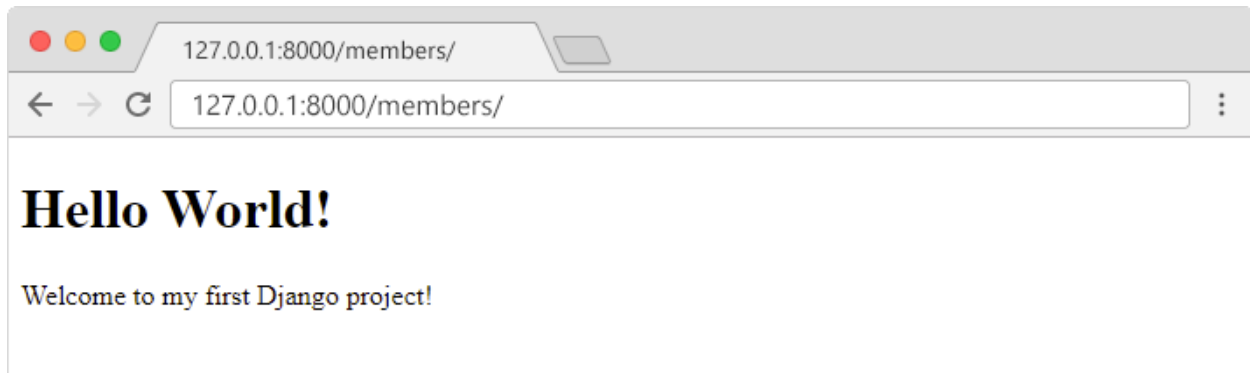 127.0.0.1:8000/members/
127.0.0.1:8000/members/
Hello World!
Welcome to my first Django project!